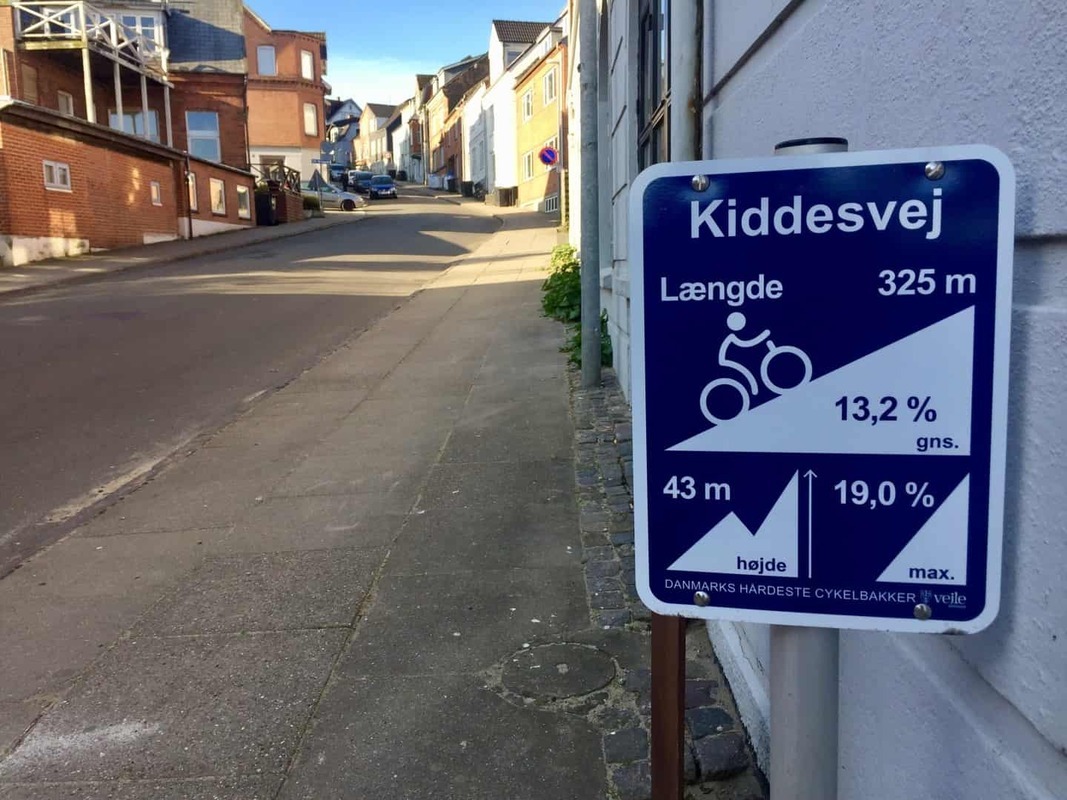 Kiddesvej
Længde 325 m
13,2 %
gns.
43 m 19,0 %
højde max.
DANMARKS HÅRDESTE CYKELBAKKER vejle